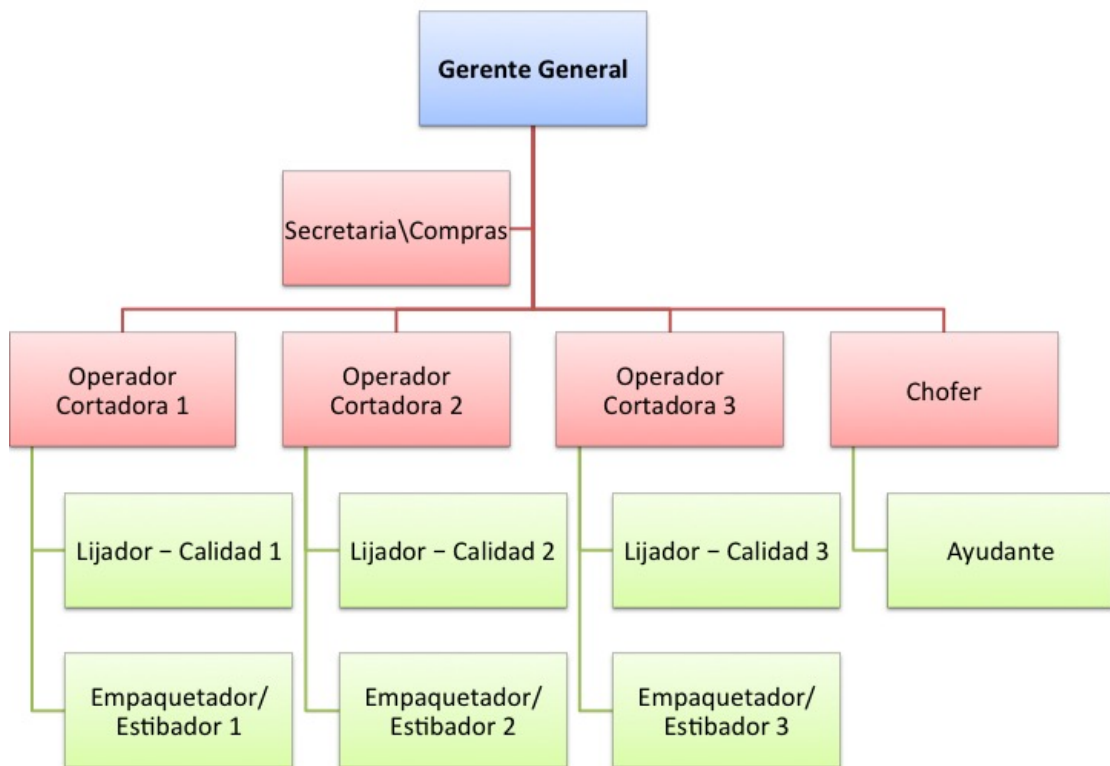 Gerente General
Secretaria\Compras
Operador
Cortadora 1
Operador
Cortadora 2
Operador
Cortadora 3
Chofer
Lijador – Calidad 1
Lijador – Calidad 2
Lijador – Calidad 3
Ayudante
Empaquetador/
Estibador 1
Empaquetador/
Estibador 2
Empaquetador/
Estibador 3